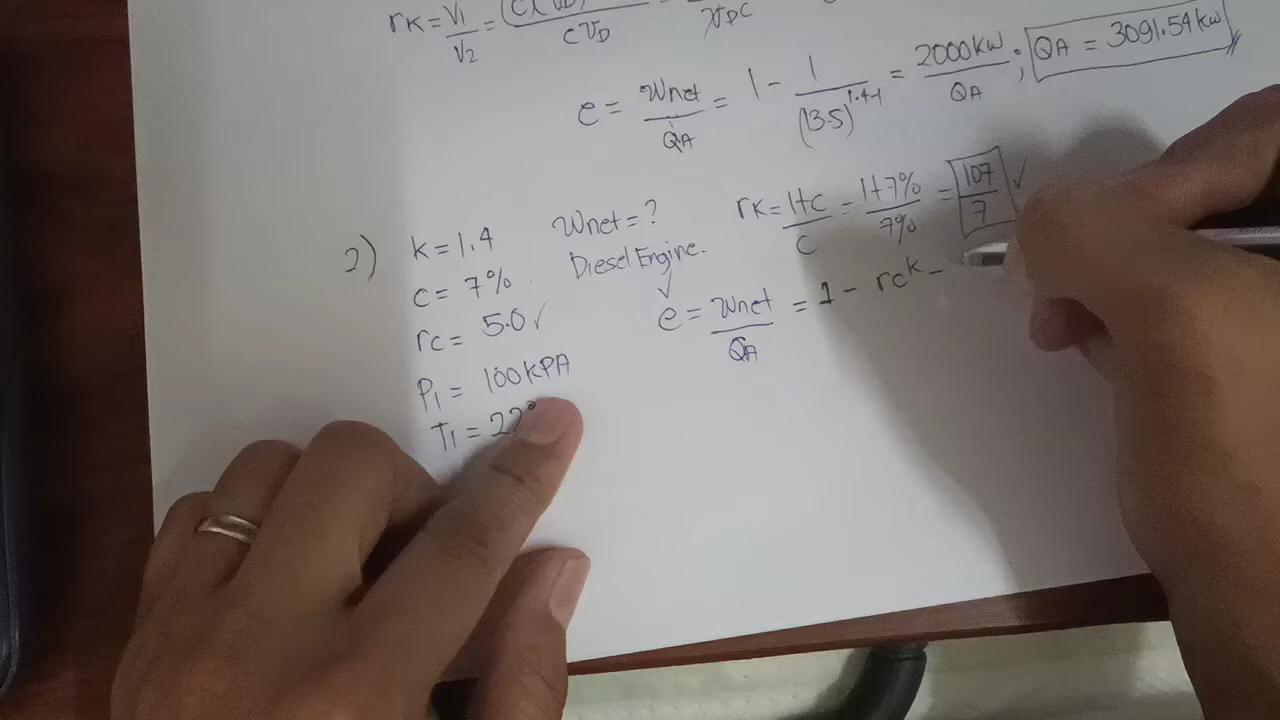 rK = V1/V2 = / CVD
e = Wnet/QA = 1 - 1/(13.5)^1.4-1 = 2000KW/QA ; QA = 3091.54 KW
2) K = 1.4 Wnet = ? rK = 1+C/C = 1+7%/7% = 107/7 ✓
C = 7% Diesel Engine.
rc = 5.0 ✓ e = Wnet/QA = 1 - rc^k -
P1 = 100KPA
T1 = 22°